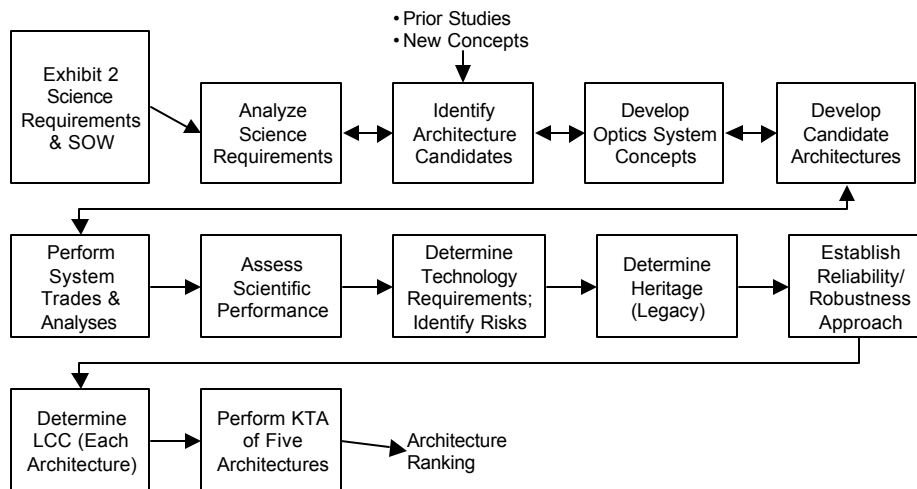 • Prior Studies
• New Concepts
Exhibit 2
Science
Requirements
& SOW
Analyze
Science
Requirements
Identify
Architecture
Candidates
Develop
Optics System
Concepts
Develop
Candidate
Architectures
Perform
System
Trades &
Analyses
Assess
Scientific
Performance
Determine
Technology
Requirements;
Identify Risks
Determine
Heritage
(Legacy)
Establish
Reliability/
Robustness
Approach
Determine
LCC (Each
Architecture)
Perform KTA
of Five
Architectures
Architecture
Ranking